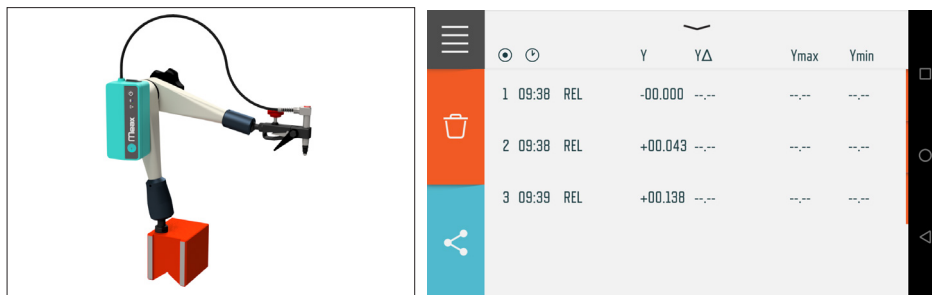 Meax
Y YΔ Ymax Ymin
1 09:38 REL -00.000 --,-- --,-- --,--
2 09:38 REL +00.043 --,-- --,-- --,--
3 09:39 REL +00.138 --,-- --,-- --,--